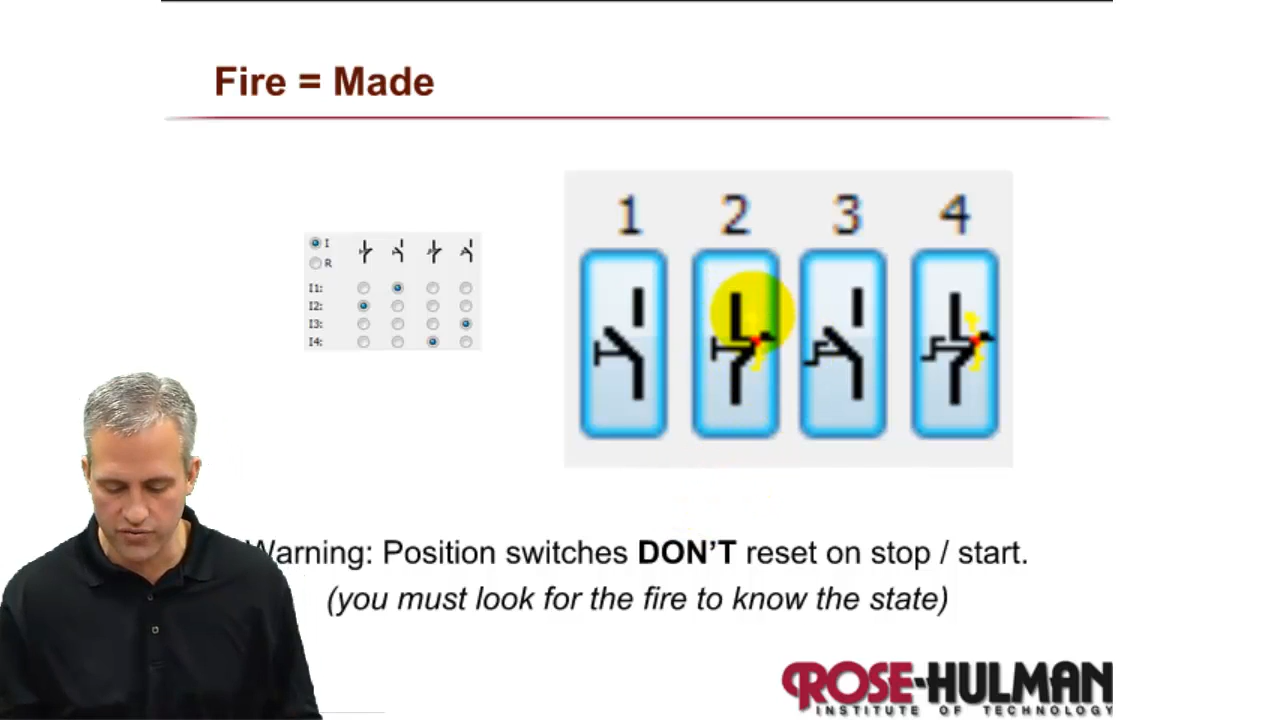 Fire = Made
1 2 3 4
I
R
I1:
I2:
I3:
I4:
Warning: Position switches DON'T reset on stop / start.
(you must look for the fire to know the state)
ROSE-HULMAN
INSTITUTE OF TECHNOLOGY